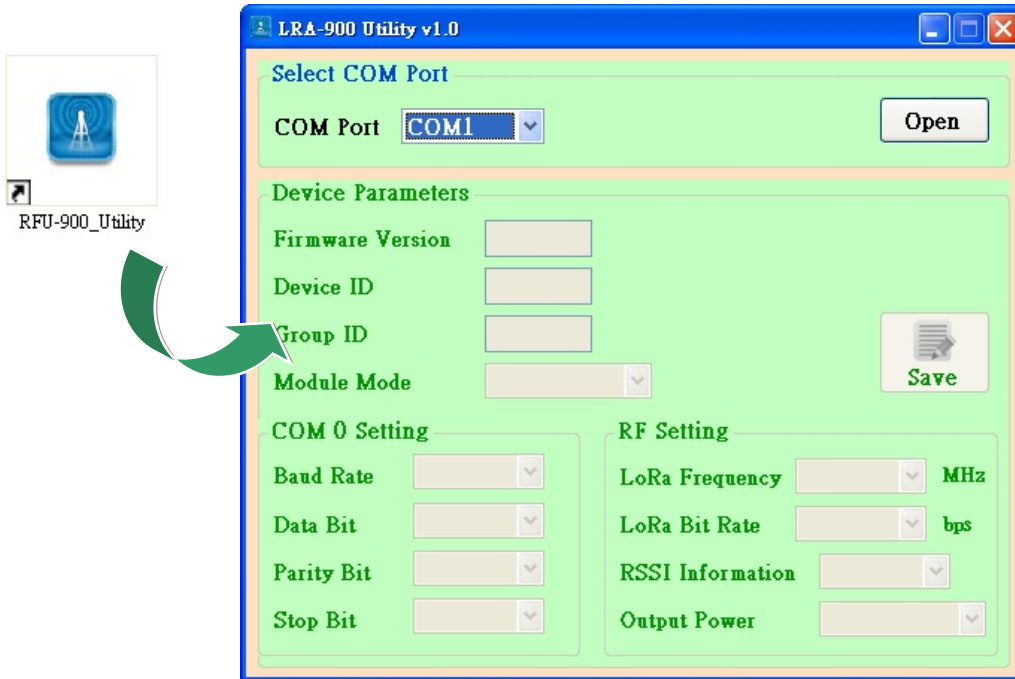 RFU-900_Utility
LRA-900 Utility v1.0
Select COM Port
COM Port COM1 Open
Device Parameters
Firmware Version
Device ID
Group ID
Module Mode
Save
COM 0 Setting
Baud Rate
Data Bit
Parity Bit
Stop Bit
RF Setting
LoRa Frequency MHz
LoRa Bit Rate bps
RSSI Information
Output Power